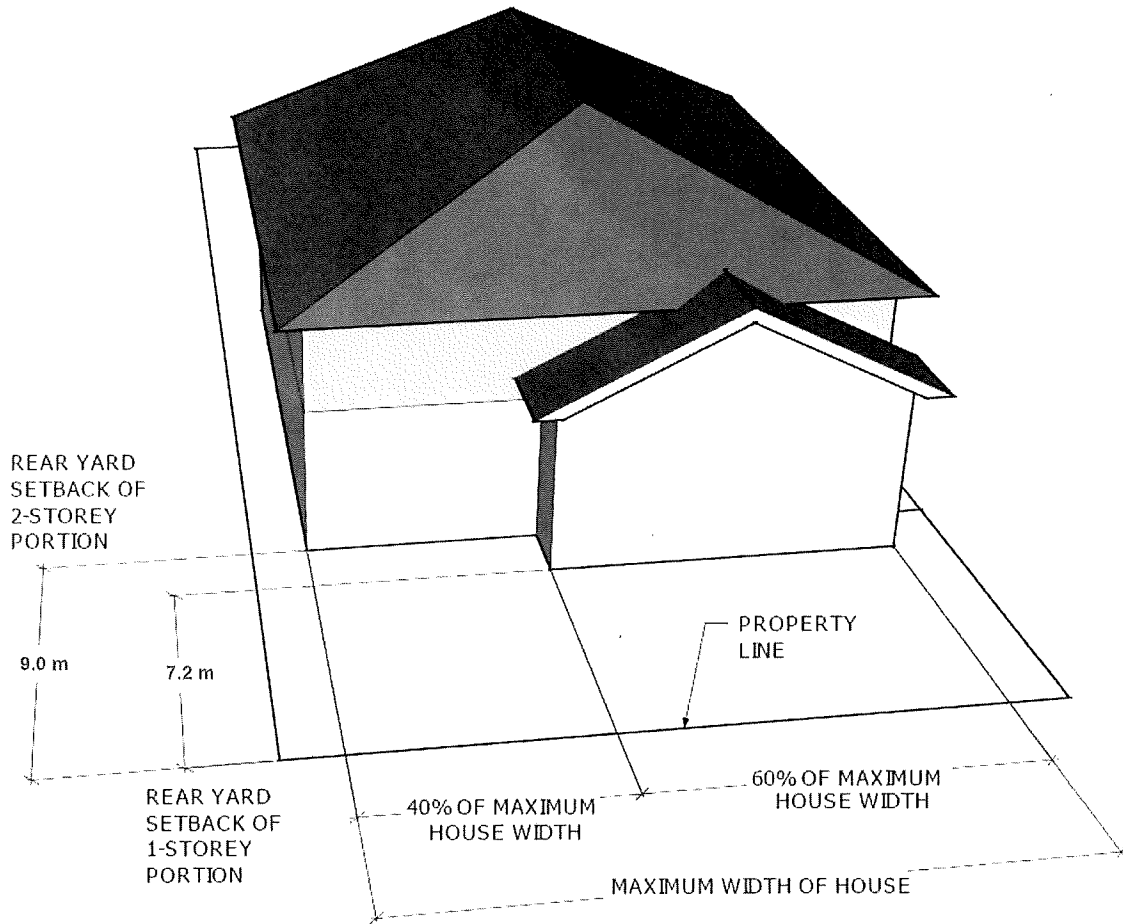 REAR YARD
SETBACK OF
2-STOREY
PORTION
9.0 m
7.2 m
PROPERTY
LINE
REAR YARD
SETBACK OF
1-STOREY
PORTION
40% OF MAXIMUM
HOUSE WIDTH
60% OF MAXIMUM
HOUSE WIDTH
MAXIMUM WIDTH OF HOUSE